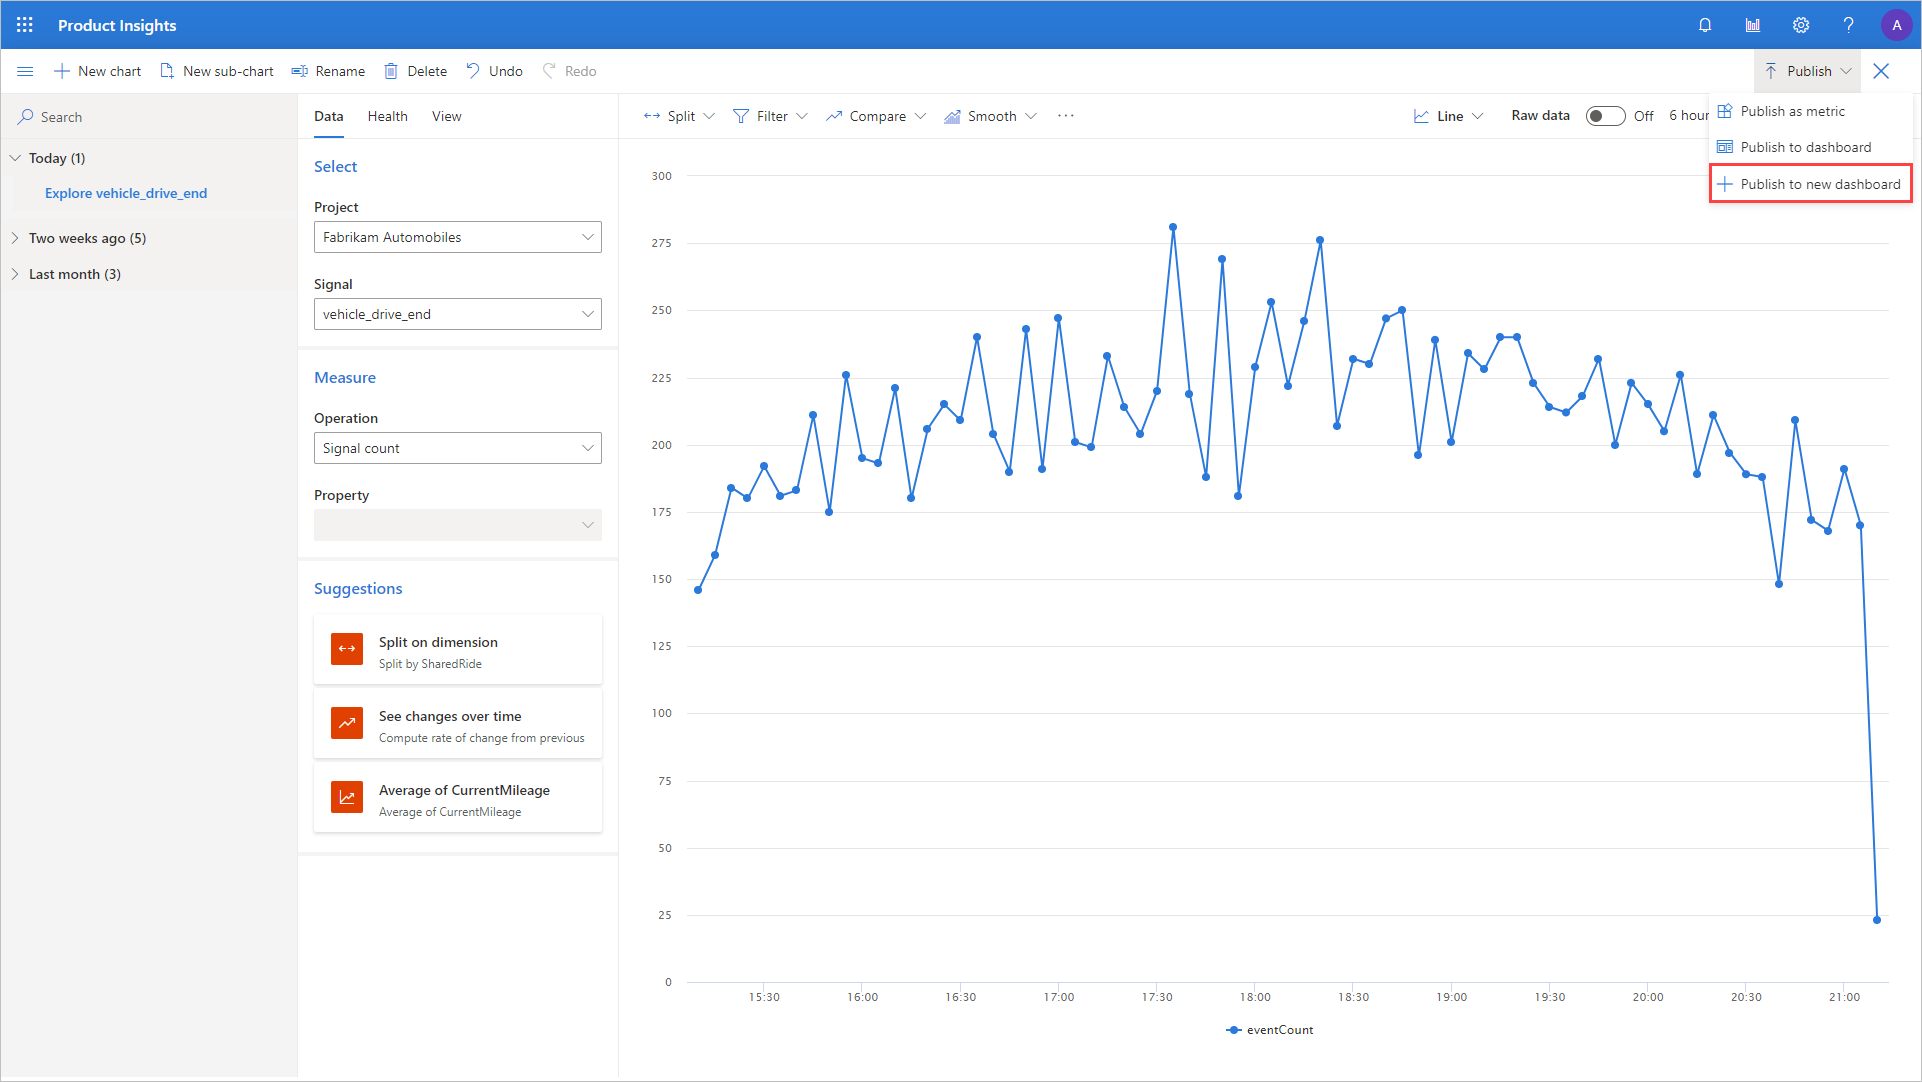 Product Insights
A
New chart
New sub-chart
Rename
Delete
Undo
Redo
Publish
Search
Today (1)
Explore vehicle_drive_end
Two weeks ago (5)
Last month (3)
Data
Health
View
Select
Project
Fabrikam Automobiles
Signal
vehicle_drive_end
Measure
Operation
Signal count
Property
Suggestions
Split on dimension
Split by SharedRide
See changes over time
Compute rate of change from previous
Average of CurrentMileage
Average of CurrentMileage
Split
Filter
Compare
Smooth
Line
Raw data
Off
6 hour
Publish as metric
Publish to dashboard
Publish to new dashboard
300
275
250
225
200
175
150
125
100
75
50
25
0
15:30
16:00
16:30
17:00
17:30
18:00
18:30
19:00
19:30
20:00
20:30
21:00
eventCount